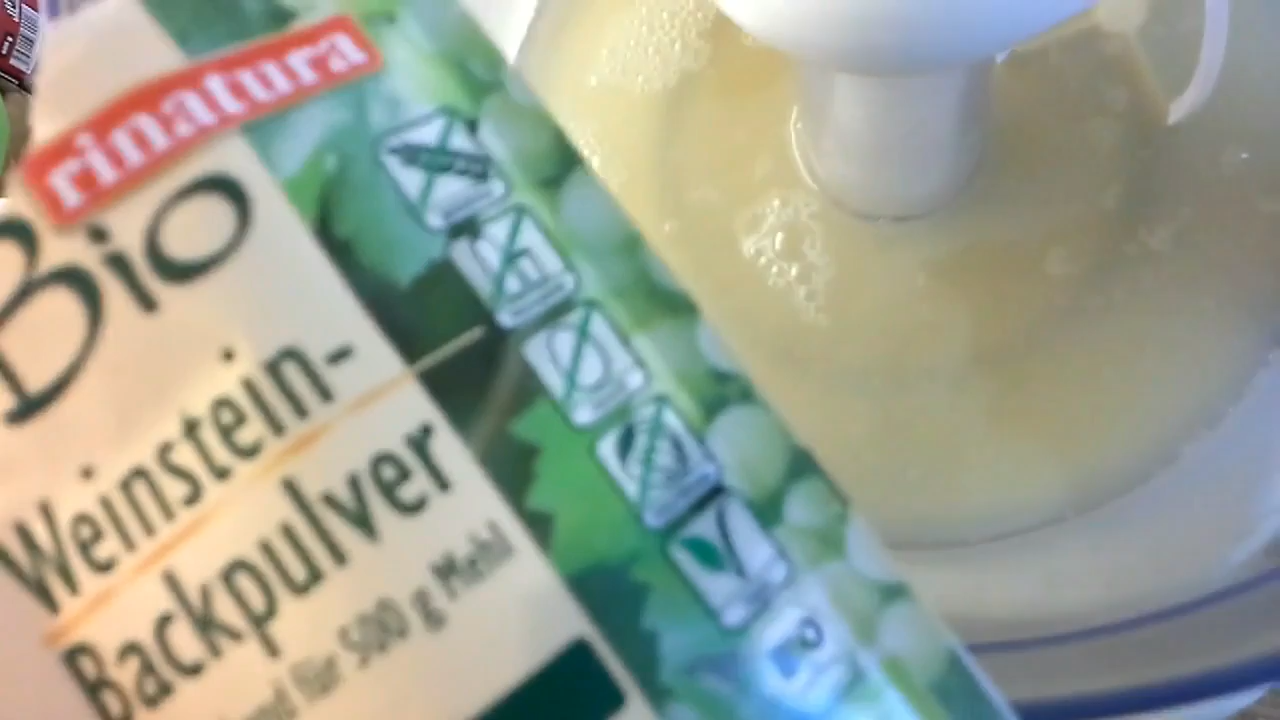 rinatura
Bio
Weinstein-
Backpulver
für 500 g Mehl